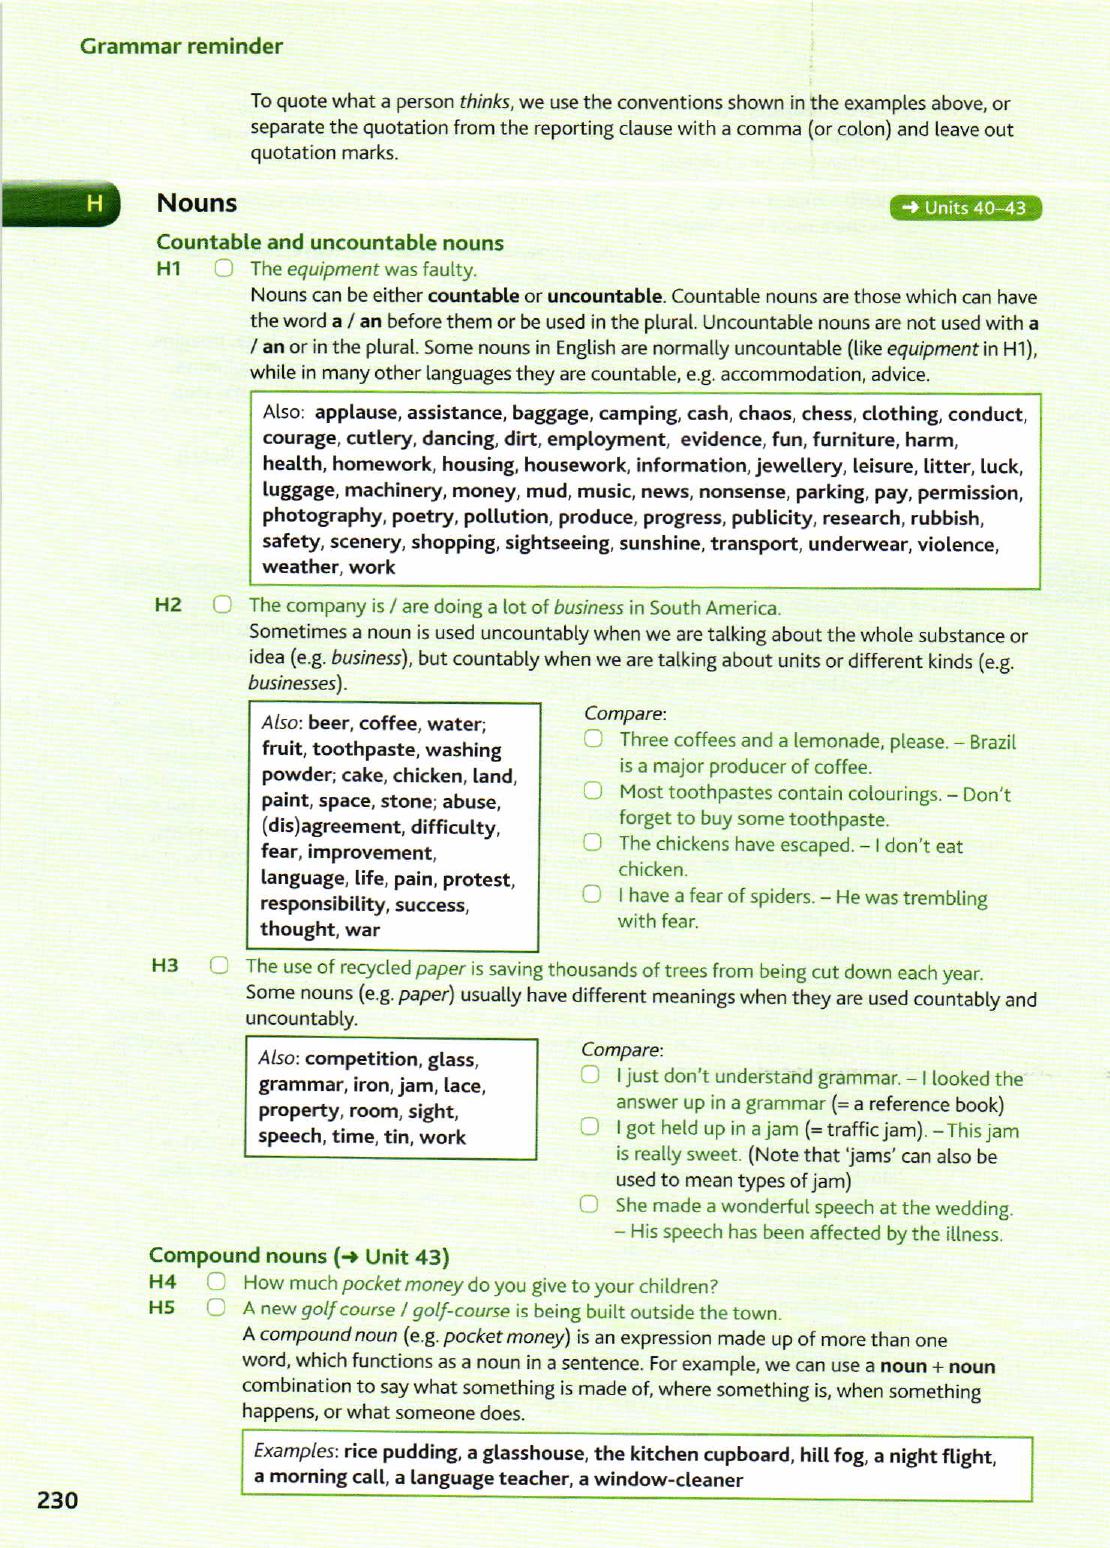 Grammar reminder
To quote what a person thinks, we use the conventions shown in the examples above, or
separate the quotation from the reporting clause with a comma (or colon) and leave out
quotation marks.
H
Nouns
➔ Units 40–43
Countable and uncountable nouns
H1 The equipment was faulty.
Nouns can be either countable or uncountable. Countable nouns are those which can have
the word a / an before them or be used in the plural. Uncountable nouns are not used with a
/ an or in the plural. Some nouns in English are normally uncountable (like equipment in H1),
while in many other languages they are countable, e.g. accommodation, advice.
Also: applause, assistance, baggage, camping, cash, chaos, chess, clothing, conduct,
courage, cutlery, dancing, dirt, employment, evidence, fun, furniture, harm,
health, homework, housing, housework, information, jewellery, leisure, litter, luck,
luggage, machinery, money, mud, music, news, nonsense, parking, pay, permission,
photography, poetry, pollution, produce, progress, publicity, research, rubbish,
safety, scenery, shopping, sightseeing, sunshine, transport, underwear, violence,
weather, work
H2 The company is / are doing a lot of business in South America.
Sometimes a noun is used uncountably when we are talking about the whole substance or
idea (e.g. business), but countably when we are talking about units or different kinds (e.g.
businesses).
Also: beer, coffee, water;
fruit, toothpaste, washing
powder; cake, chicken, land,
paint, space, stone; abuse,
(dis)agreement, difficulty,
fear, improvement,
language, life, pain, protest,
responsibility, success,
thought, war
Compare:
Three coffees and a lemonade, please. – Brazil
is a major producer of coffee.
Most toothpastes contain colourings. – Don't
forget to buy some toothpaste.
The chickens have escaped. – I don't eat
chicken.
I have a fear of spiders. – He was trembling
with fear.
H3 The use of recycled paper is saving thousands of trees from being cut down each year.
Some nouns (e.g. paper) usually have different meanings when they are used countably and
uncountably.
Also: competition, glass,
grammar, iron, jam, lace,
property, room, sight,
speech, time, tin, work
Compare:
I just don't understand grammar. – I looked the
answer up in a grammar (= a reference book)
I got held up in a jam (= traffic jam). – This jam
is really sweet. (Note that 'jams' can also be
used to mean types of jam)
She made a wonderful speech at the wedding.
– His speech has been affected by the illness.
Compound nouns (➔ Unit 43)
H4 How much pocket money do you give to your children?
H5 A new golf course / golf-course is being built outside the town.
A compound noun (e.g. pocket money) is an expression made up of more than one
word, which functions as a noun in a sentence. For example, we can use a noun + noun
combination to say what something is made of, where something is, when something
happens, or what someone does.
Examples: rice pudding, a glasshouse, the kitchen cupboard, hill fog, a night flight,
a morning call, a language teacher, a window-cleaner
230